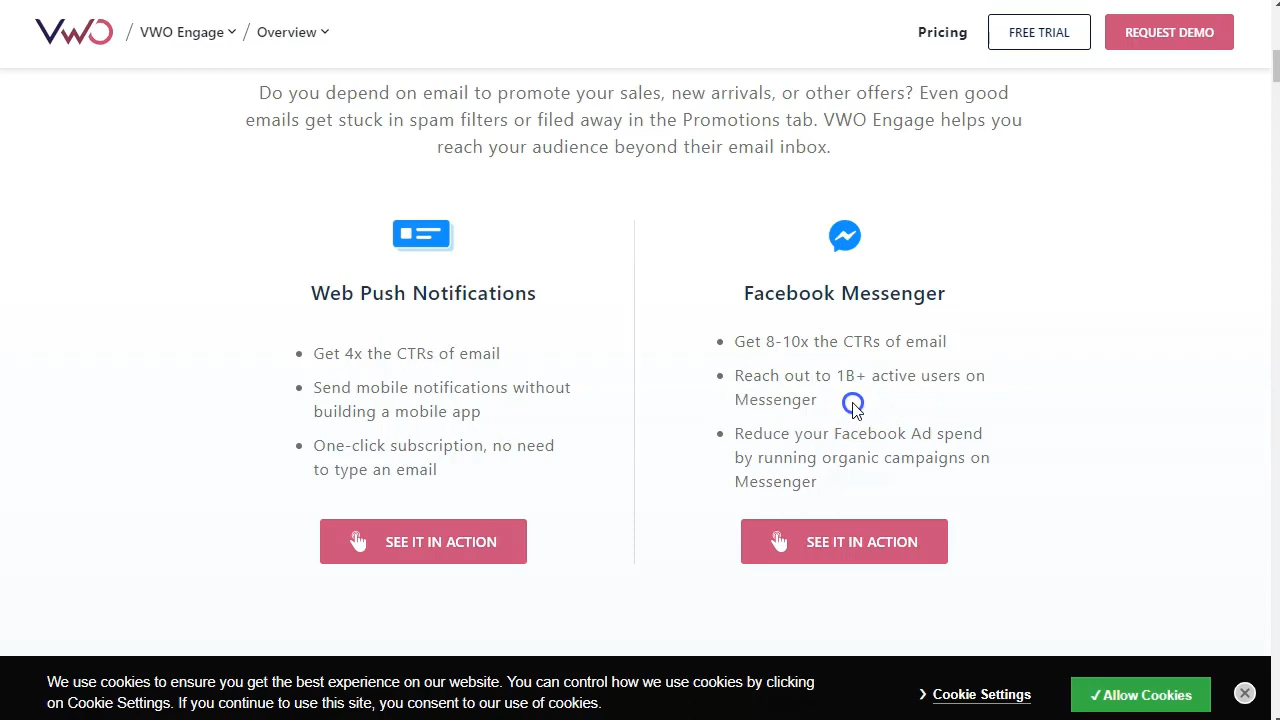 VWO / VWO Engage / Overview Pricing FREE TRIAL REQUEST DEMO
Do you depend on email to promote your sales, new arrivals, or other offers? Even good
emails get stuck in spam filters or filed away in the Promotions tab. VWO Engage helps you
reach your audience beyond their email inbox.
Web Push Notifications
• Get 4x the CTRs of email
• Send mobile notifications without
building a mobile app
• One-click subscription, no need
to type an email
SEE IT IN ACTION
Facebook Messenger
• Get 8-10x the CTRs of email
• Reach out to 1B+ active users on
Messenger
• Reduce your Facebook Ad spend
by running organic campaigns on
Messenger
SEE IT IN ACTION
We use cookies to ensure you get the best experience on our website. You can control how we use cookies by clicking
on Cookie Settings. If you continue to use this site, you consent to our use of cookies.
Cookie Settings
✓Allow Cookies